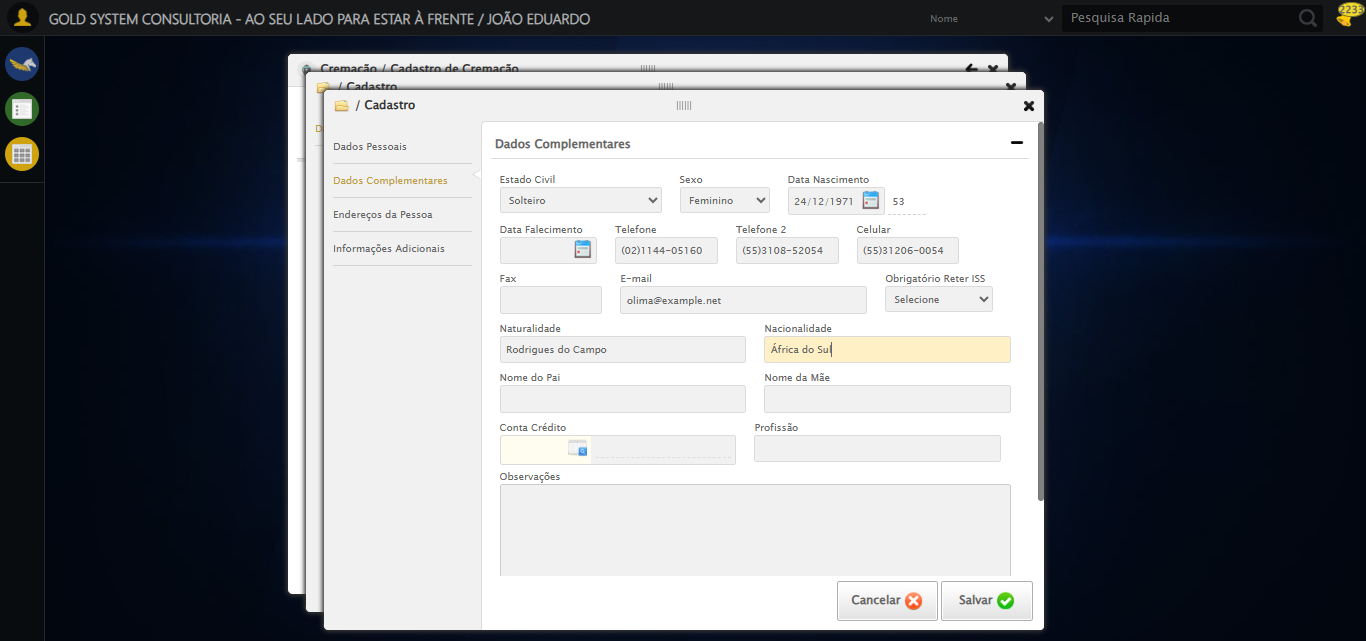 GOLD SYSTEM CONSULTORIA - AO SEU LADO PARA ESTAR À FRENTE / JOÃO EDUARDO
Nome
Pesquisa Rapida
2233
Cremação / Cadastro de Cremação
/ Cadastro
D
/ Cadastro
Dados Pessoais
Dados Complementares
Endereços da Pessoa
Informações Adicionais
Dados Complementares
Estado Civil Sexo Data Nascimento
Solteiro Feminino 24/12/1971 53
Data Falecimento Telefone Telefone 2 Celular
(02)1144-05160 (55)3108-52054 (55)31206-0054
Fax E-mail Obrigatório Reter ISS
olima@example.net Selecione
Naturalidade Nacionalidade
Rodrigues do Campo África do Sul
Nome do Pai Nome da Mãe
Conta Crédito Profissão
Observações
Cancelar Salvar